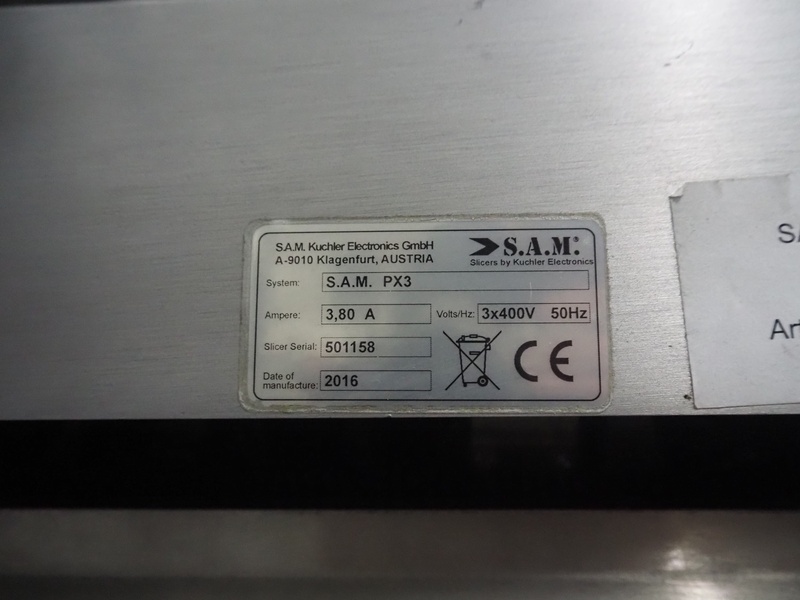 S.A.M. Kuchler Electronics GmbH
A-9010 Klagenfurt, AUSTRIA
S.A.M.®
Slicers by Kuchler Electronics
System: S.A.M. PX3
Ampere: 3,80 A Volts/Hz: 3x400V 50Hz
Slicer Serial: 501158
Date of
manufacture: 2016
CE